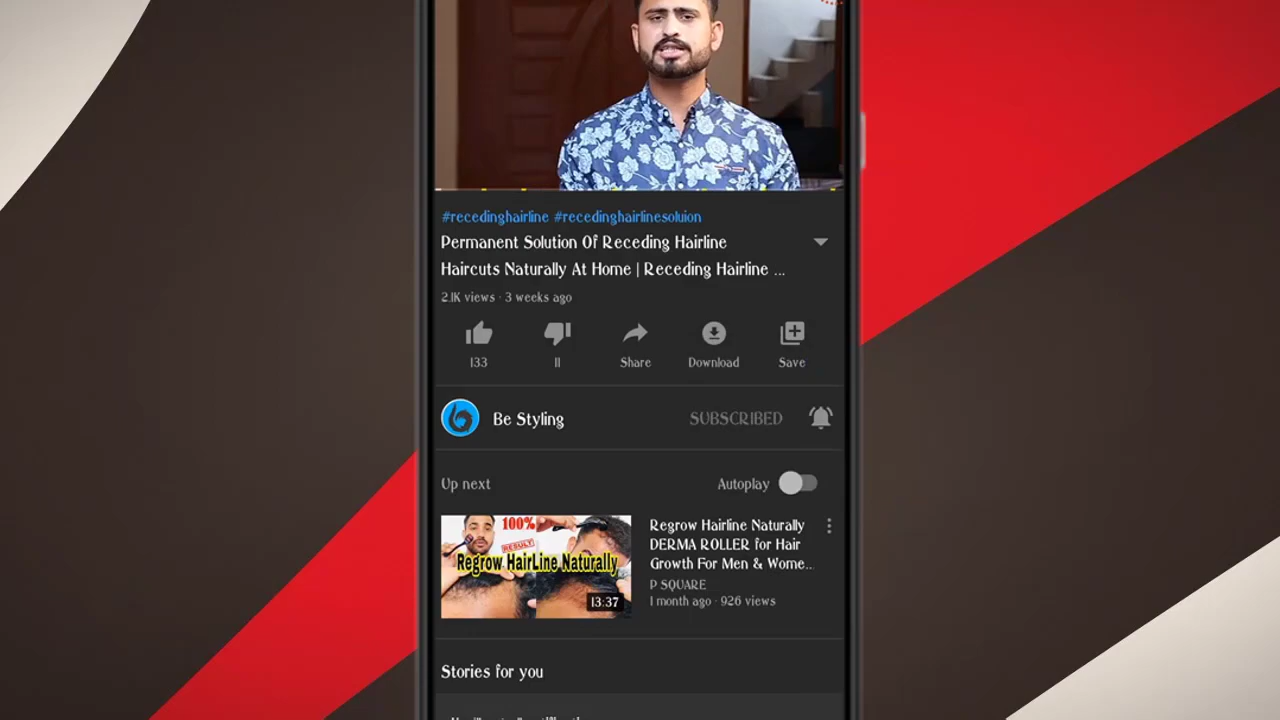 #recedinghairline #recedinghairlinesoluion
Permanent Solution Of Receding Hairline
Haircuts Naturally At Home | Receding Hairline ...
2.1K views · 3 weeks ago
133
11
Share
Download
Save
Be Styling
SUBSCRIBED
Up next
Autoplay
100%
RESULT
Regrow HairLine Naturally
13:37
Regrow Hairline Naturally
DERMA ROLLER for Hair
Growth For Men & Wome...
P SQUARE
1 month ago · 926 views
Stories for you